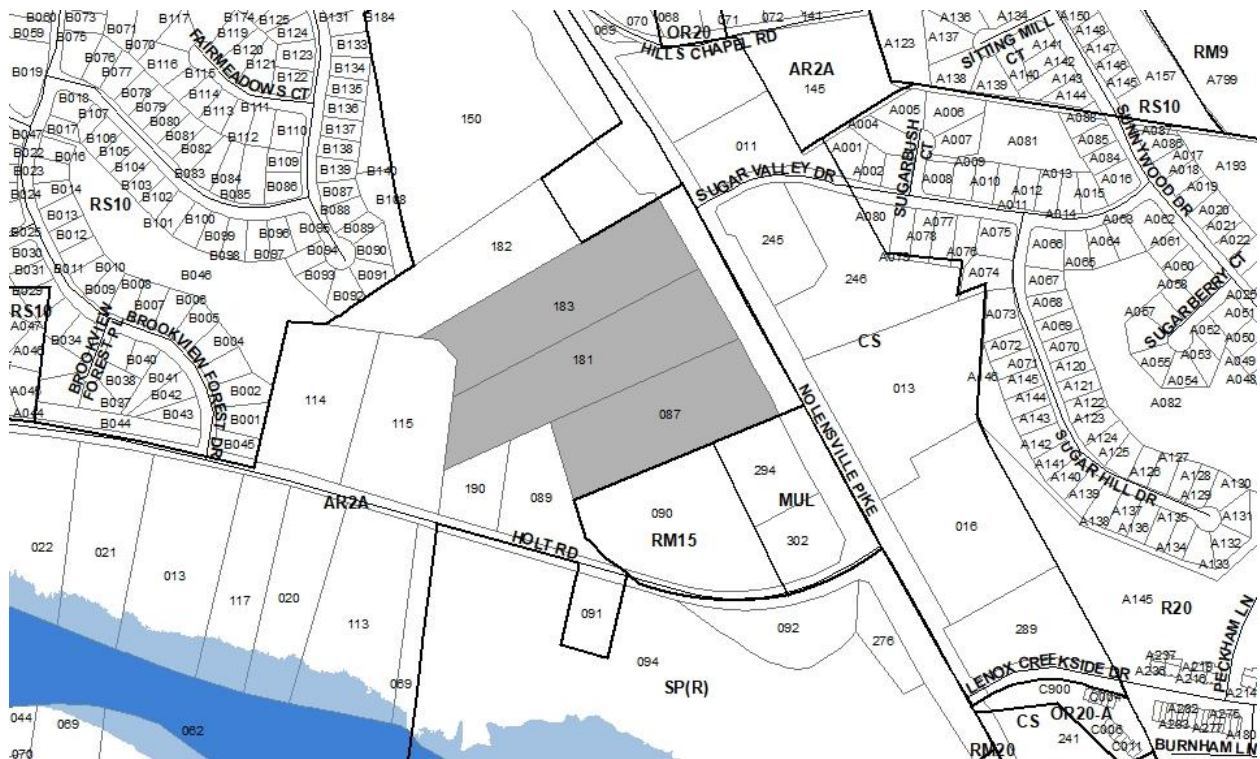 B060
B073
B117
B174
B125
B131
B184
B059
B075
B071
B070
B119
B124
B133
069
070
068
OR20
071
072
141
HILLS CHAPEL RD
A136
A134
A150
A137
A148
A123
A147
RM9
A799
B019
B076
B077
B116
B115
B120
B121
B123
B122
B134
B135
FAIRMEADOWS CT
SITTING MILL CT
A141
A142
A146
A157
A138
A139
A140
A143
A144
A145
AR2A
145
150
B018
B107
B078
B079
B080
B114
B113
B111
B136
B137
B138
B110
B112
B081
B082
B106
B105
B104
B017
B047
B022
B016
B023
B024
B014
RS10
B103
B102
B101
B083
B084
B085
B109
B086
B139
B140
B087
B088
B188
A005
A006
A004
A007
A081
A001
A002
SUGARBUSH CT
A008
A009
A010
A012
A013
A011
A015
A014
A016
A084
A085
A088
RS10
SUNNYWOOD DR
A087
A086
A017
A018
A193
A019
A020
A021
A022
011
SUGAR VALLEY DR
B013
B012
B025
B030
B031
B011
B010
B009
B100
B099
B098
B096
B097
B095
B094
B093
B089
B090
B091
B092
182
183
181
087
245
246
A080
A077
A078
A076
A075
A074
A073
A066
A063
A064
A065
A062
A061
A060
A058
A067
A068
B046
B008
B007
B006
B005
B004
RS10
BROOKVIEW FOREST PL
BROOKVIEW FOREST DR
A047
A046
A044
B034
B040
B038
B037
B041
B042
B043
B044
B002
B001
B045
114
115
190
089
CS
013
NOLENSVILLE PIKE
A073
A072
A071
A145
A144
A143
A142
A141
A140
A139
A138
A069
A070
A120
A121
A122
A123
A124
A125
A126
A127
A128
A129
A130
A131
A132
A133
A134
A135
A136
A137
SUGAR HILL DR
SUGARBERRY CT
A057
A055
A054
A053
A052
A051
A050
A049
A048
A082
AR2A
HOLT RD
090
RM15
294
302
MUL
016
022
021
013
117
020
113
069
091
094
SP(R)
092
276
289
A145
R20
PECKHAM LN
LENOX CREEKSIDE DR
A237
A236
A216
A214
C900
CS
OR20-A
241
C006
C011
A277
BURNHAM LN
RM20
044
069
062
070